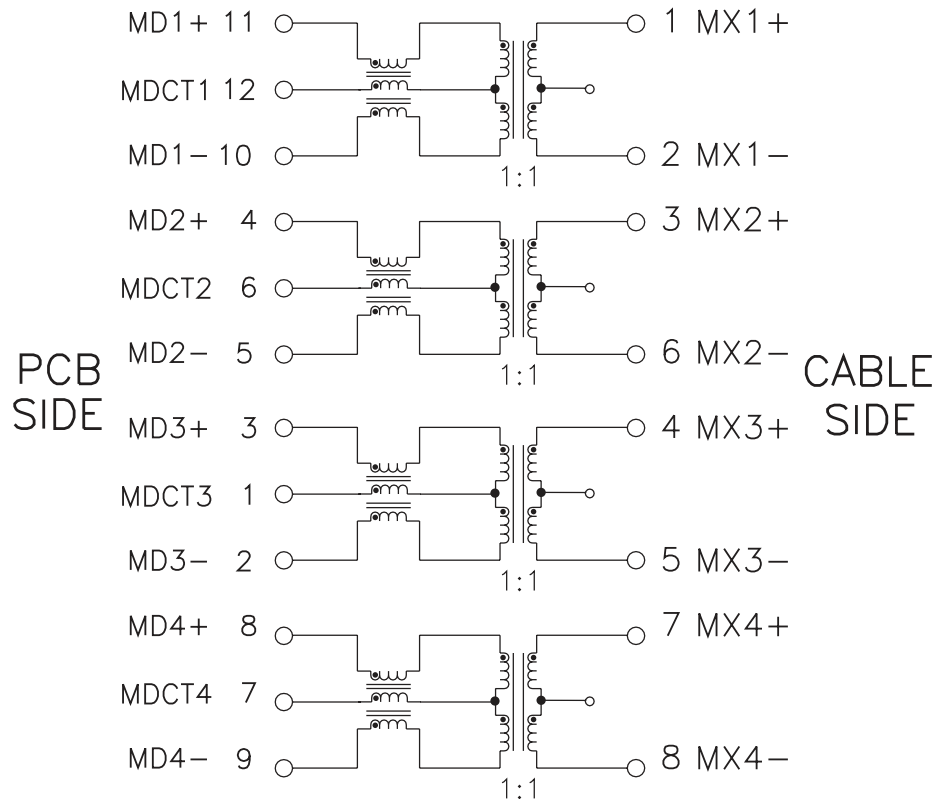 MD1+ 11
1 MX1+
MDCT1 12
MD1- 10
2 MX1-
1:1
MD2+ 4
3 MX2+
MDCT2 6
MD2- 5
6 MX2-
1:1
PCB
SIDE
CABLE
SIDE
MD3+ 3
4 MX3+
MDCT3 1
MD3- 2
5 MX3-
1:1
MD4+ 8
7 MX4+
MDCT4 7
MD4- 9
8 MX4-
1:1